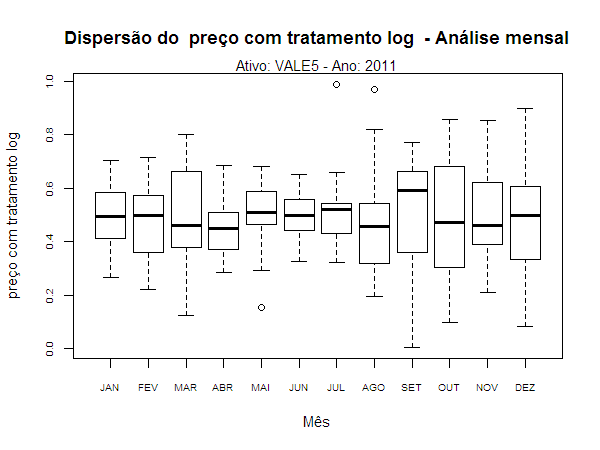 Dispersão do  preço com tratamento log  - Análise mensal
Ativo: VALE5 - Ano: 2011
preço com tratamento log
1.0
0.8
0.6
0.4
0.2
0.0
JAN FEV MAR ABR MAI JUN JUL AGO SET OUT NOV DEZ
Mês